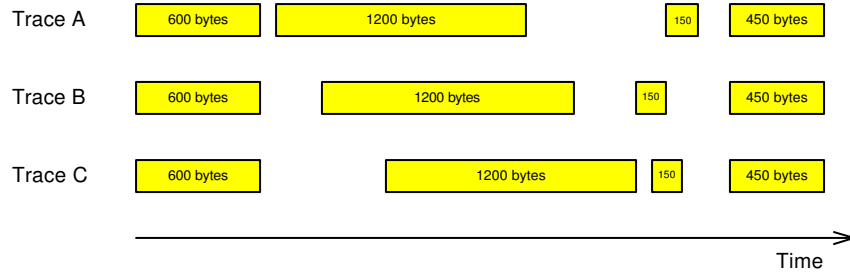 Trace A 600 bytes 1200 bytes 150 450 bytes
Trace B 600 bytes 1200 bytes 150 450 bytes
Trace C 600 bytes 1200 bytes 150 450 bytes
Time